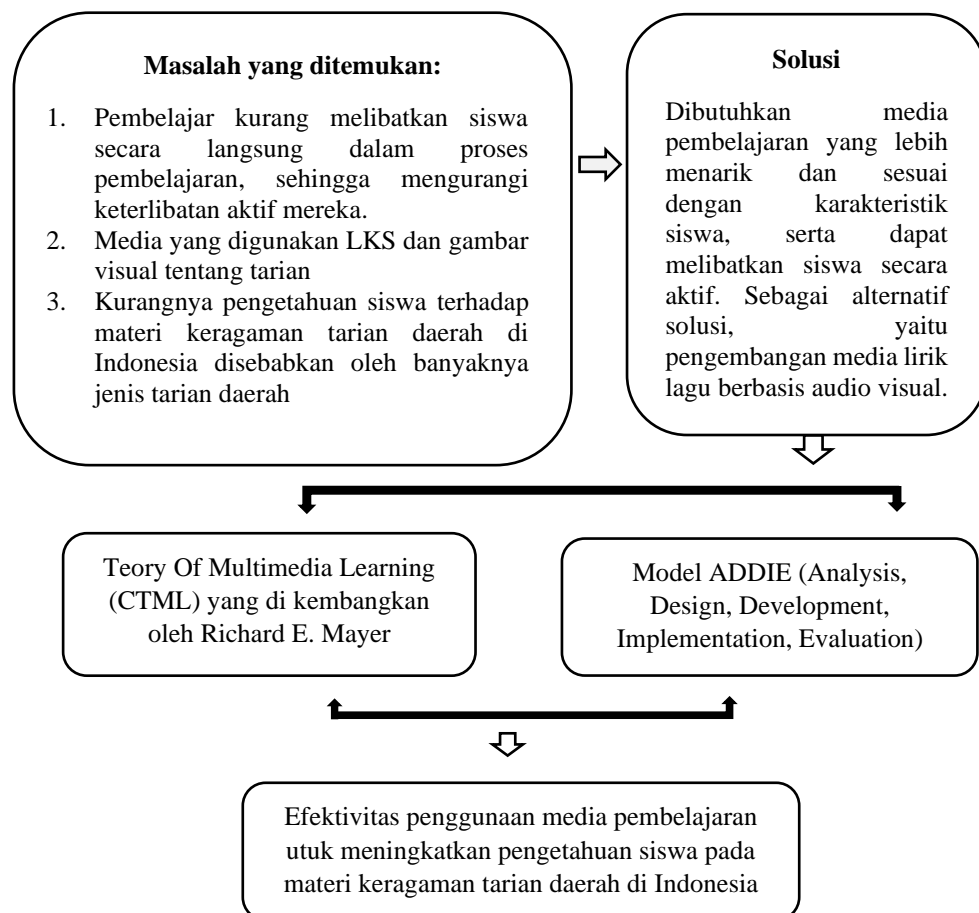 Masalah yang ditemukan:
1. Pembelajar kurang melibatkan siswa
secara langsung dalam proses
pembelajaran, sehingga mengurangi
keterlibatan aktif mereka.
2. Media yang digunakan LKS dan gambar
visual tentang tarian
3. Kurangnya pengetahuan siswa terhadap
materi keragaman tarian daerah di
Indonesia disebabkan oleh banyaknya
jenis tarian daerah
Solusi
Dibutuhkan media
pembelajaran yang lebih
menarik dan sesuai
dengan karakteristik
siswa, serta dapat
melibatkan siswa secara
aktif. Sebagai alternatif
solusi, yaitu
pengembangan media lirik
lagu berbasis audio visual.
Teory Of Multimedia Learning
(CTML) yang di kembangkan
oleh Richard E. Mayer
Model ADDIE (Analysis,
Design, Development,
Implementation, Evaluation)
Efektivitas penggunaan media pembelajaran
utuk meningkatkan pengetahuan siswa pada
materi keragaman tarian daerah di Indonesia